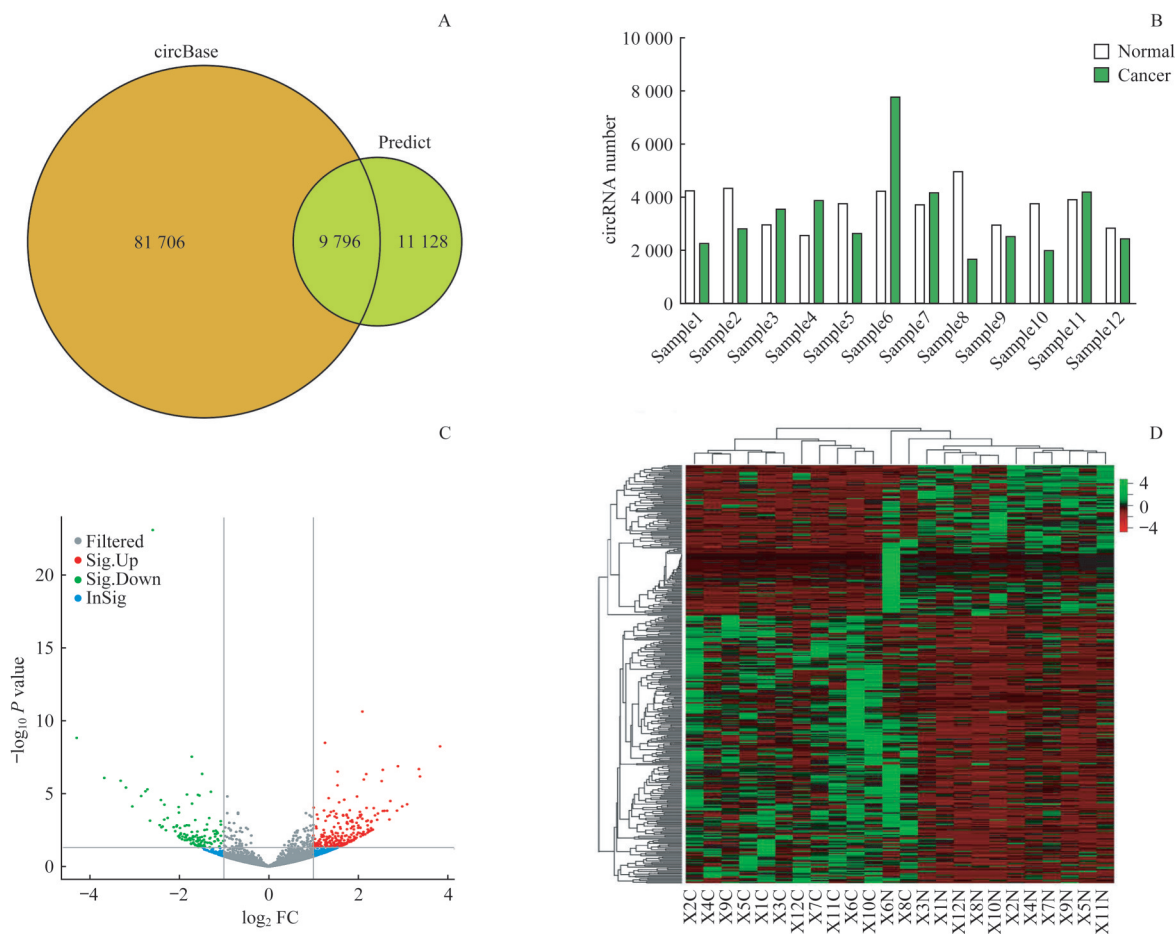 A
circBase
Predict
81 706
9 796
11 128
B
10 000
8 000
6 000
4 000
2 000
0
circRNA number
Normal
Cancer
Sample1
Sample2
Sample3
Sample4
Sample5
Sample6
Sample7
Sample8
Sample9
Sample10
Sample11
Sample12
C
Filtered
Sig.Up
Sig.Down
InSig
20
15
10
5
0
−log10 P value
−4
−2
0
2
4
log2 FC
D
4
0
−4
X2C
X4C
X9C
X5C
X1C
X3C
X12C
X7C
X11C
X6C
X10C
X6N
X8C
X3N
X1N
X12N
X8N
X10N
X2N
X4N
X7N
X9N
X5N
X11N